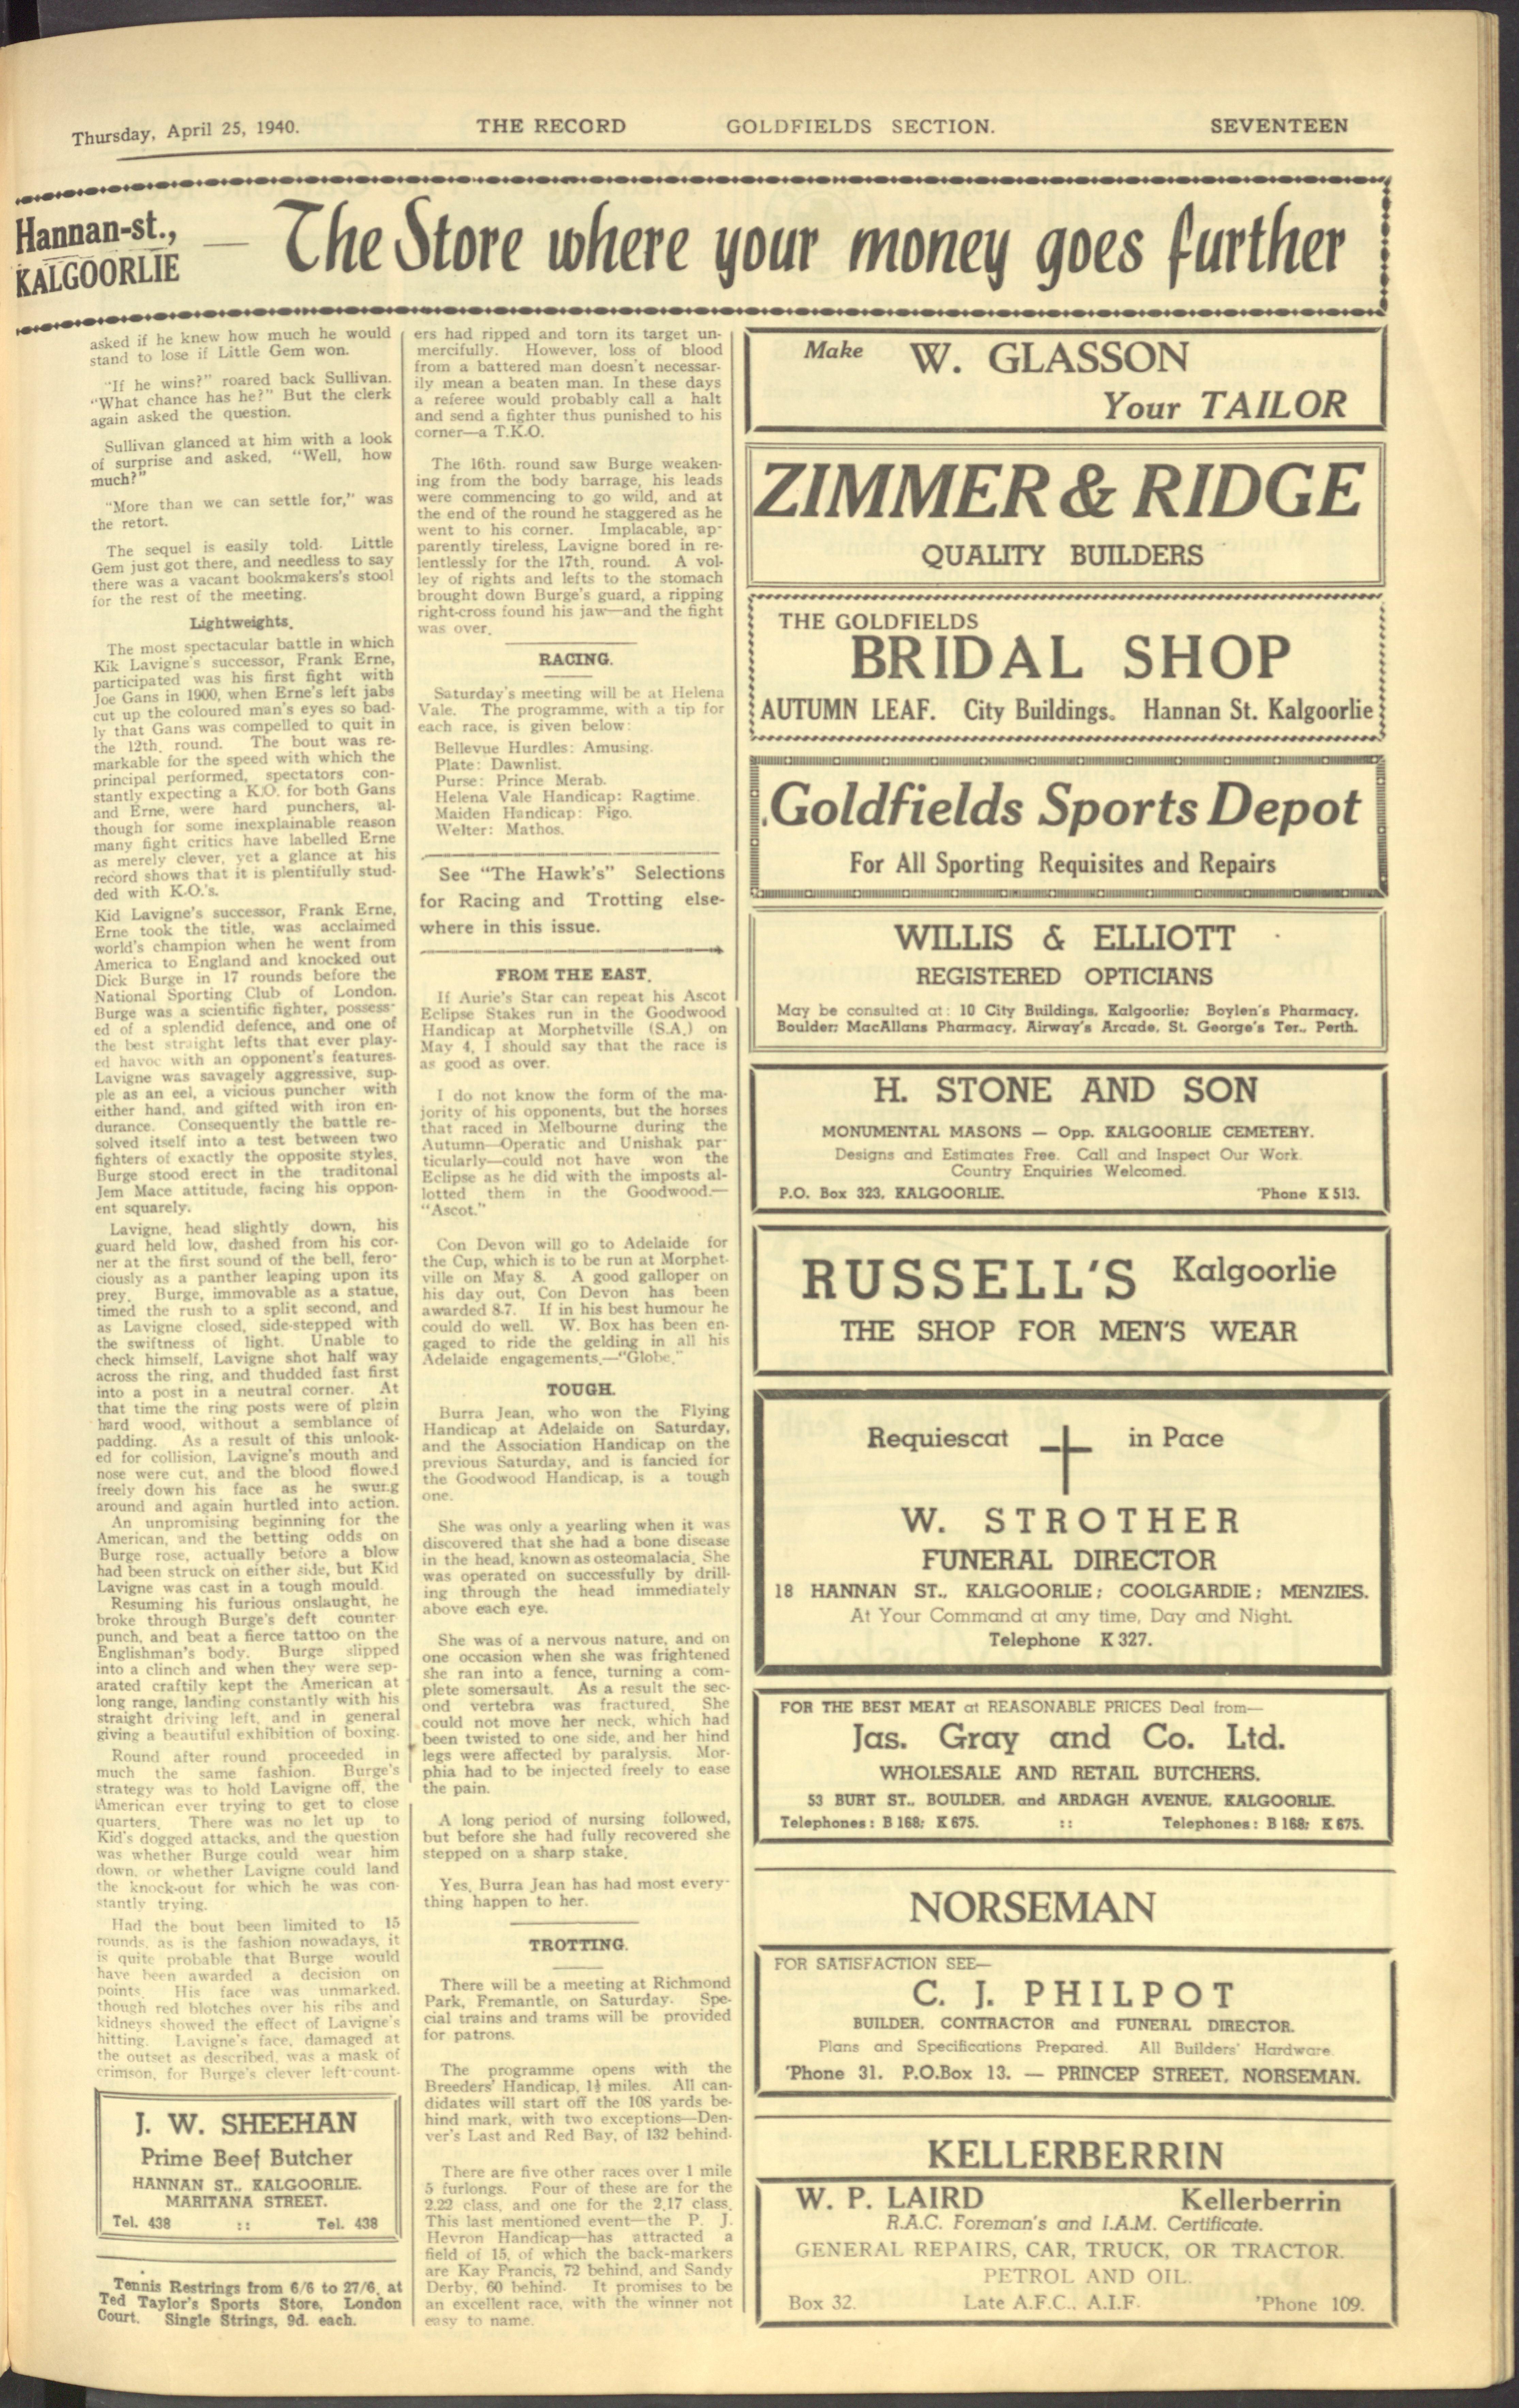 Thursday, April 25, 1940.
THE RECORD
GOLDFIELDS SECTION.
SEVENTEEN
Hannan-st.,
KALGOORLIE
— The Store where your money goes further
asked if he knew how much he would
stand to lose if Little Gem won.
"If he wins?" roared back Sullivan.
"What chance has he?" But the clerk
again asked the question.
Sullivan glanced at him with a look
of surprise and asked, "Well, how
much?"
"More than we can settle for," was
the retort.
The sequel is easily told. Little
Gem just got there, and needless to say
there was a vacant bookmakers's stool
for the rest of the meeting.
Lightweights.
The most spectacular battle in which
Kik Lavigne's successor, Frank Erne,
participated was his first fight with
Joe Gans in 1900, when Erne's left jabs
cut up the coloured man's eyes so bad-
ly that Gans was compelled to quit in
the 12th. round. The bout was re-
markable for the speed with which the
principal performed, spectators con-
stantly expecting a K.O. for both Gans
and Erne, were hard punchers, al-
though for some inexplainable reason
many fight critics have labelled Erne
as merely clever, yet a glance at his
record shows that it is plentifully stud-
ded with K.O.'s.
Kid Lavigne's successor, Frank Erne,
Erne took the title, was acclaimed
world's champion when he went from
America to England and knocked out
Dick Burge in 17 rounds before the
National Sporting Club of London.
Burge was a scientific fighter, possess-
ed of a splendid defence, and one of
the best straight lefts that ever play-
ed havoc with an opponent's features.
Lavigne was savagely aggressive, sup-
ple as an eel, a vicious puncher with
either hand, and gifted with iron en-
durance. Consequently the battle re-
solved itself into a test between two
fighters of exactly the opposite styles.
Burge stood erect in the traditonal
Jem Mace attitude, facing his oppon-
ent squarely.
Lavigne, head slightly down, his
guard held low, dashed from his cor-
ner at the first sound of the bell, fero-
ciously as a panther leaping upon its
prey. Burge, immovable as a statue,
timed the rush to a split second, and
as Lavigne closed, side-stepped with
the swiftness of light. Unable to
check himself, Lavigne shot half way
across the ring, and thudded fast first
into a post in a neutral corner. At
that time the ring posts were of plain
hard wood, without a semblance of
padding. As a result of this unlook-
ed for collision, Lavigne's mouth and
nose were cut, and the blood flowed
freely down his face as he swung
around and again hurtled into action.
An unpromising beginning for the
American, and the betting odds on
Burge rose, actually before a blow
had been struck on either side, but Kid
Lavigne was cast in a tough mould.
Resuming his furious onslaught, he
broke through Burge's deft counter
punch, and beat a fierce tattoo on the
Englishman's body. Burge slipped
into a clinch and when they were sep-
arated craftily kept the American at
long range, landing constantly with his
straight driving left, and in general
giving a beautiful exhibition of boxing.
Round after round proceeded in
much the same fashion. Burge's
strategy was to hold Lavigne off, the
American ever trying to get to close
quarters. There was no let up to
Kid's dogged attacks, and the question
was whether Burge could wear him
down, or whether Lavigne could land
the knock-out for which he was con-
stantly trying.
Had the bout been limited to 15
rounds, as is the fashion nowadays, it
is quite probable that Burge would
have been awarded a decision on
points. His face was unmarked,
though red blotches over his ribs and
kidneys showed the effect of Lavigne's
hitting. Lavigne's face, damaged at
the outset as described, was a mask of
crimson, for Burge's clever left-count-
J. W. SHEEHAN
Prime Beef Butcher
HANNAN ST., KALGOORLIE.
MARITANA STREET.
Tel. 438 :: Tel. 438
Tennis Restrings from 6/6 to 27/6, at
Ted Taylor's Sports Store, London
Court. Single Strings, 9d. each.
ers had ripped and torn its target un-
mercifully. However, loss of blood
from a battered man doesn't necessar-
ily mean a beaten man. In these days
a referee would probably call a halt
and send a fighter thus punished to his
corner—a T.K.O.
The 16th. round saw Burge weaken-
ing from the body barrage, his leads
were commencing to go wild, and at
the end of the round he staggered as he
went to his corner. Implacable, ap-
parently tireless, Lavigne bored in re-
lentlessly for the 17th. round. A vol-
ley of rights and lefts to the stomach
brought down Burge's guard, a ripping
right-cross found his jaw—and the fight
was over.
RACING.
Saturday's meeting will be at Helena
Vale. The programme, with a tip for
each race, is given below:
Bellevue Hurdles: Amusing.
Plate: Dawnlist.
Purse: Prince Merab.
Helena Vale Handicap: Ragtime.
Maiden Handicap: Figo.
Welter: Mathos.
See "The Hawk's" Selections
for Racing and Trotting else-
where in this issue.
FROM THE EAST.
If Aurie's Star can repeat his Ascot
Eclipse Stakes run in the Goodwood
Handicap at Morphetville (S.A.) on
May 4, I should say that the race is
as good as over.
I do not know the form of the ma-
jority of his opponents, but the horses
that raced in Melbourne during the
Autumn—Operatic and Unishak par-
ticularly—could not have won the
Eclipse as he did with the imposts al-
lotted them in the Goodwood.—
"Ascot."
Con Devon will go to Adelaide for
the Cup, which is to be run at Morphet-
ville on May 8. A good galloper on
his day out, Con Devon has been
awarded 8-7. If in his best humour he
could do well. W. Box has been en-
gaged to ride the gelding in all his
Adelaide engagements.—"Globe."
TOUGH.
Burra Jean, who won the Flying
Handicap at Adelaide on Saturday,
and the Association Handicap on the
previous Saturday, and is fancied for
the Goodwood Handicap, is a tough
one.
She was only a yearling when it was
discovered that she had a bone disease
in the head, known as osteomalacia. She
was operated on successfully by drill-
ing through the head immediately
above each eye.
She was of a nervous nature, and on
one occasion when she was frightened
she ran into a fence, turning a com-
plete somersault. As a result the sec-
ond vertebra was fractured. She
could not move her neck, which had
been twisted to one side, and her hind
legs were affected by paralysis. Mor-
phia had to be injected freely to ease
the pain.
A long period of nursing followed,
but before she had fully recovered she
stepped on a sharp stake.
Yes, Burra Jean has had most every-
thing happen to her.
TROTTING.
There will be a meeting at Richmond
Park, Fremantle, on Saturday. Spe-
cial trains and trams will be provided
for patrons.
The programme opens with the
Breeders' Handicap, 1½ miles. All can-
didates will start off the 108 yards be-
hind mark, with two exceptions—Den-
ver's Last and Red Bay, of 132 behind.
There are five other races over 1 mile
5 furlongs. Four of these are for the
2.22 class, and one for the 2.17 class.
This last mentioned event—the P. J.
Hevron Handicap—has attracted a
field of 15, of which the back-markers
are Kay Francis, 72 behind, and Sandy
Derby, 60 behind. It promises to be
an excellent race, with the winner not
easy to name.
Make W. GLASSON
Your TAILOR
ZIMMER & RIDGE
QUALITY BUILDERS
THE GOLDFIELDS
BRIDAL SHOP
AUTUMN LEAF. City Buildings. Hannan St. Kalgoorlie
Goldfields Sports Depot
For All Sporting Requisites and Repairs
WILLIS & ELLIOTT
REGISTERED OPTICIANS
May be consulted at: 10 City Buildings, Kalgoorlie; Boylen's Pharmacy,
Boulder; MacAllans Pharmacy, Airway's Arcade, St. George's Ter., Perth.
H. STONE AND SON
MONUMENTAL MASONS — Opp. KALGOORLIE CEMETERY.
Designs and Estimates Free. Call and Inspect Our Work.
Country Enquiries Welcomed.
P.O. Box 323, KALGOORLIE. 'Phone K 513.
RUSSELL'S Kalgoorlie
THE SHOP FOR MEN'S WEAR
Requiescat in Pace
W. STROTHER
FUNERAL DIRECTOR
18 HANNAN ST., KALGOORLIE; COOLGARDIE; MENZIES.
At Your Command at any time, Day and Night.
Telephone K 327.
FOR THE BEST MEAT at REASONABLE PRICES Deal from—
Jas. Gray and Co. Ltd.
WHOLESALE AND RETAIL BUTCHERS.
53 BURT ST., BOULDER, and ARDAGH AVENUE, KALGOORLIE.
Telephones: B 168; K 675. :: Telephones: B 168; K 675.
NORSEMAN
FOR SATISFACTION SEE—
C. J. PHILPOT
BUILDER, CONTRACTOR and FUNERAL DIRECTOR.
Plans and Specifications Prepared. All Builders' Hardware.
'Phone 31. P.O.Box 13. — PRINCEP STREET, NORSEMAN.
KELLERBERRIN
W. P. LAIRD Kellerberrin
R.A.C. Foreman's and I.A.M. Certificate.
GENERAL REPAIRS, CAR, TRUCK, OR TRACTOR.
PETROL AND OIL.
Box 32. Late A.F.C., A.I.F. 'Phone 109.